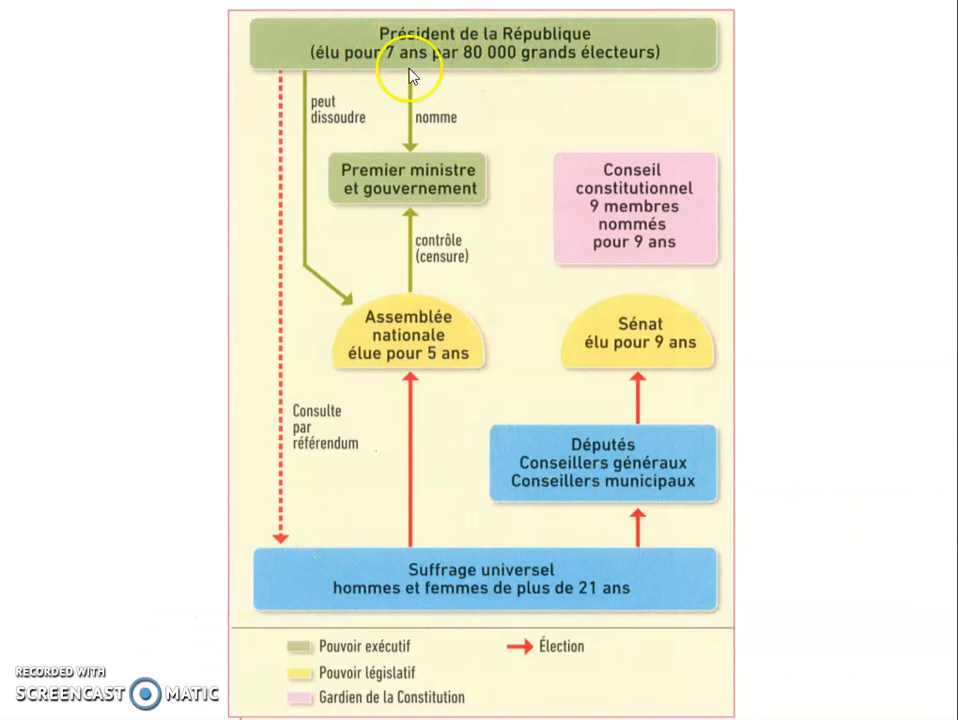 Président de la République
(élu pour 7 ans par 80 000 grands électeurs)
peut
dissoudre
nomme
Premier ministre
et gouvernement
Conseil
constitutionnel
9 membres
nommés
pour 9 ans
contrôle
(censure)
Assemblée
nationale
élue pour 5 ans
Sénat
élu pour 9 ans
Consulte
par
référendum
Députés
Conseillers généraux
Conseillers municipaux
Suffrage universel
hommes et femmes de plus de 21 ans
Pouvoir exécutif
Élection
Pouvoir législatif
Gardien de la Constitution
RECORDED WITH
SCREENCAST MATIC